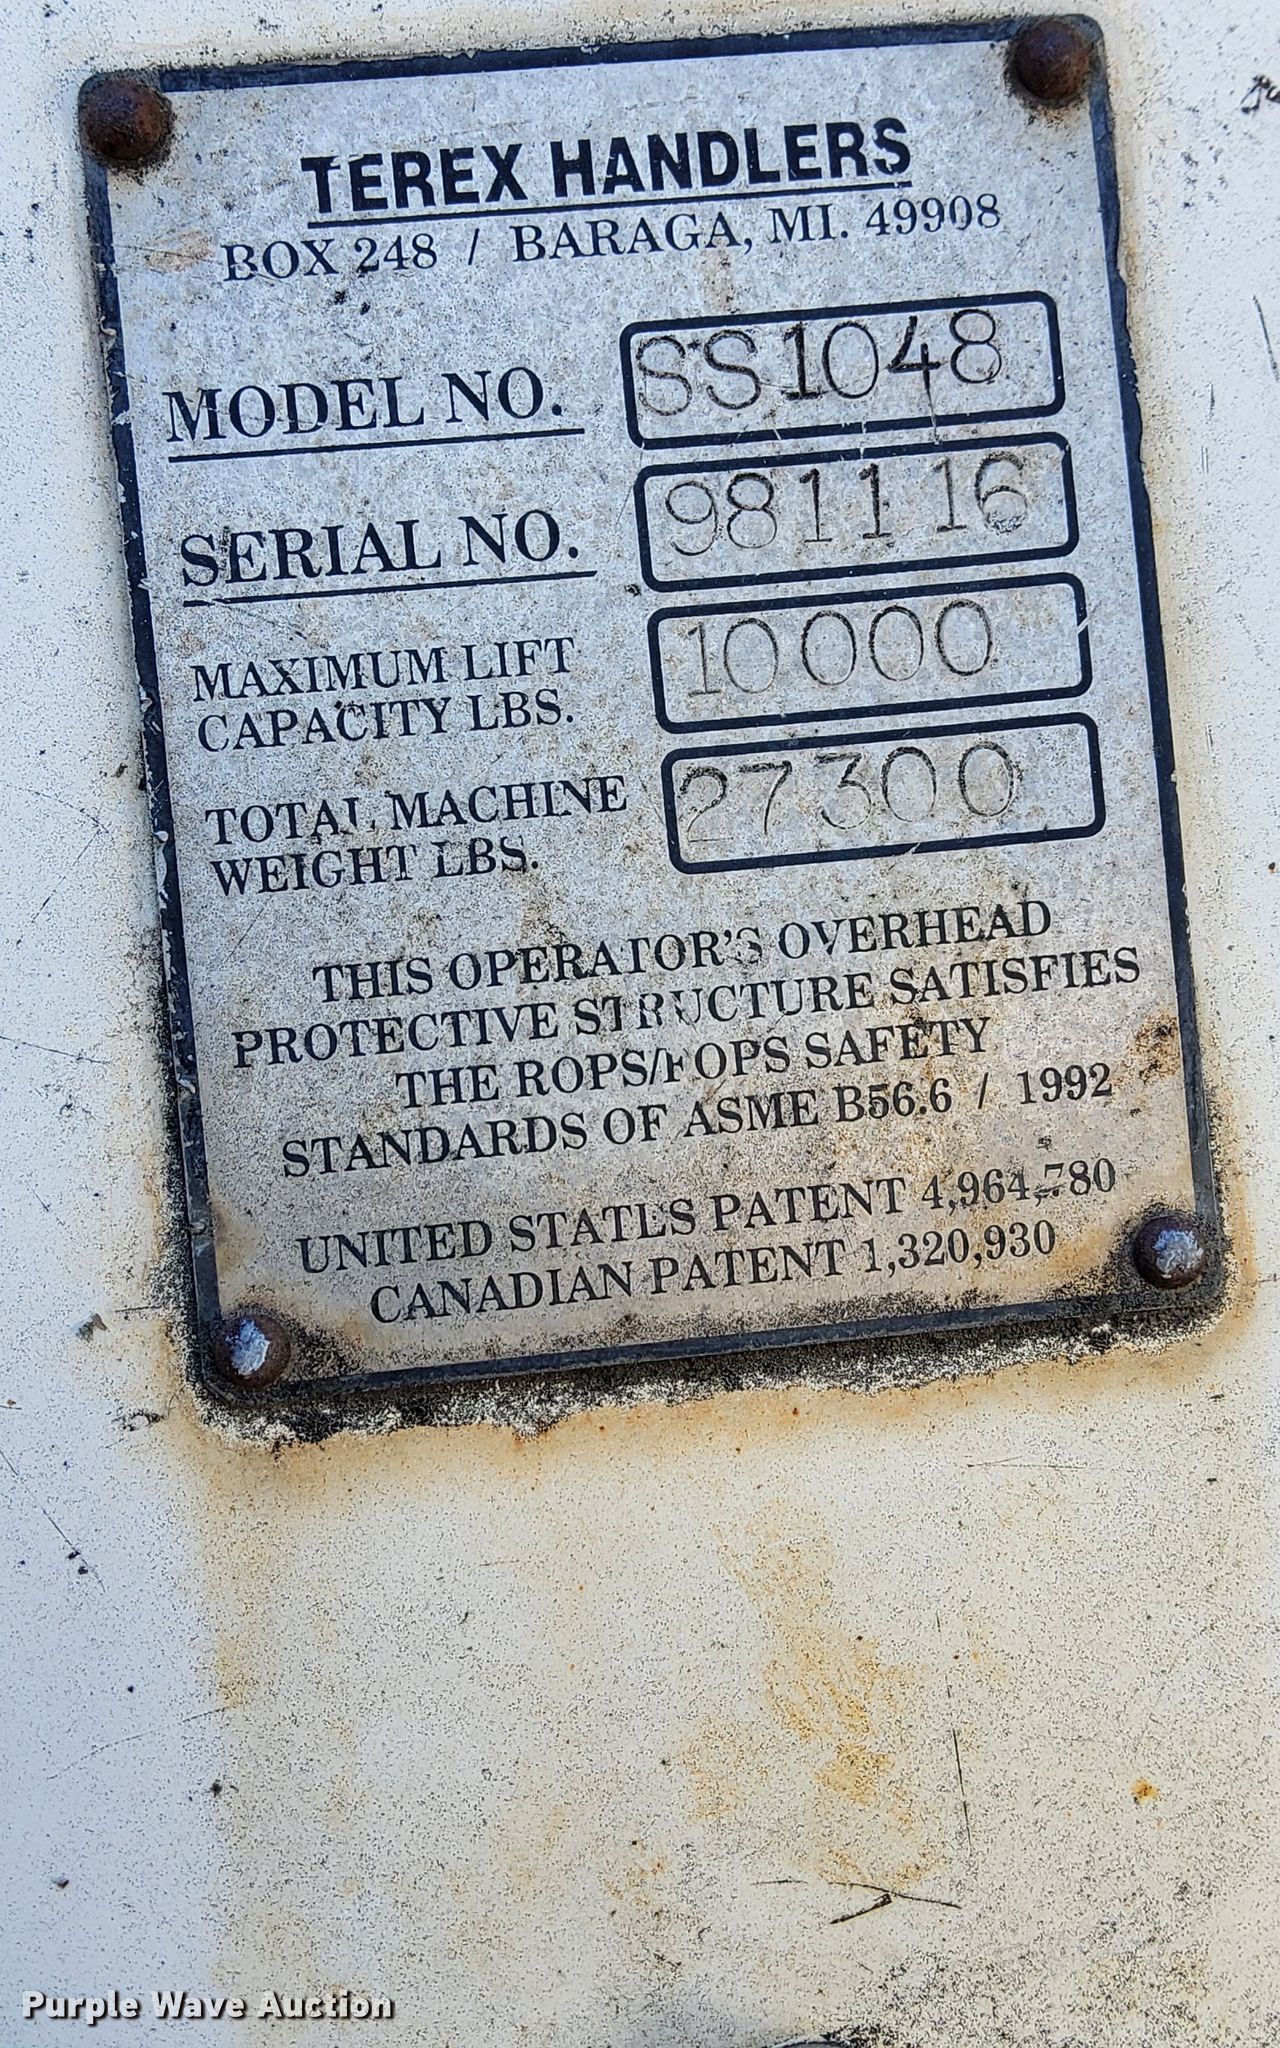 TEREX HANDLERS
BOX 248 / BARAGA, MI. 49908
MODEL NO. SS1048
SERIAL NO. 981116
MAXIMUM LIFT
CAPACITY LBS. 10000
TOTAL MACHINE
WEIGHT LBS. 27300
THIS OPERATOR'S OVERHEAD
PROTECTIVE STRUCTURE SATISFIES
THE ROPS/FOPS SAFETY
STANDARDS OF ASME B56.6 / 1992
UNITED STATES PATENT 4,964,780
CANADIAN PATENT 1,320,930
Purple Wave Auction